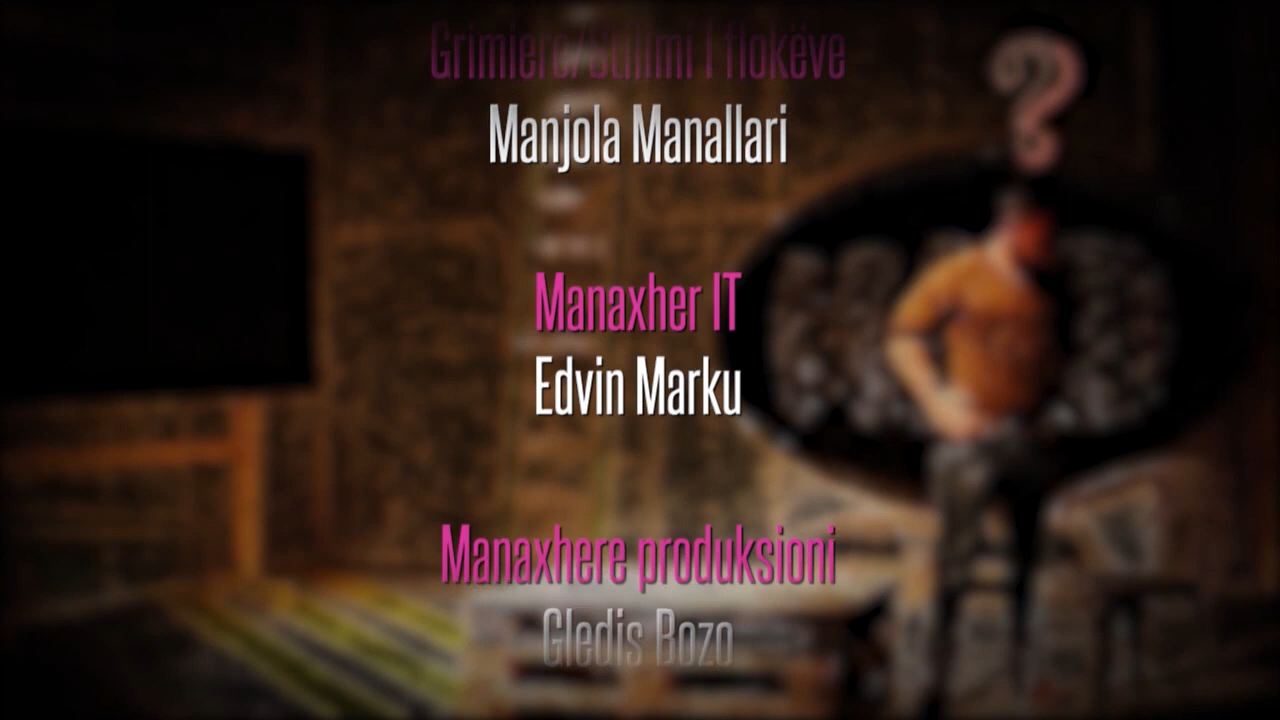 Grimiere/Stilimi I flokëve
Manjola Manallari
Manaxher IT
Edvin Marku
Manaxhere produksioni
Gledis Bozo